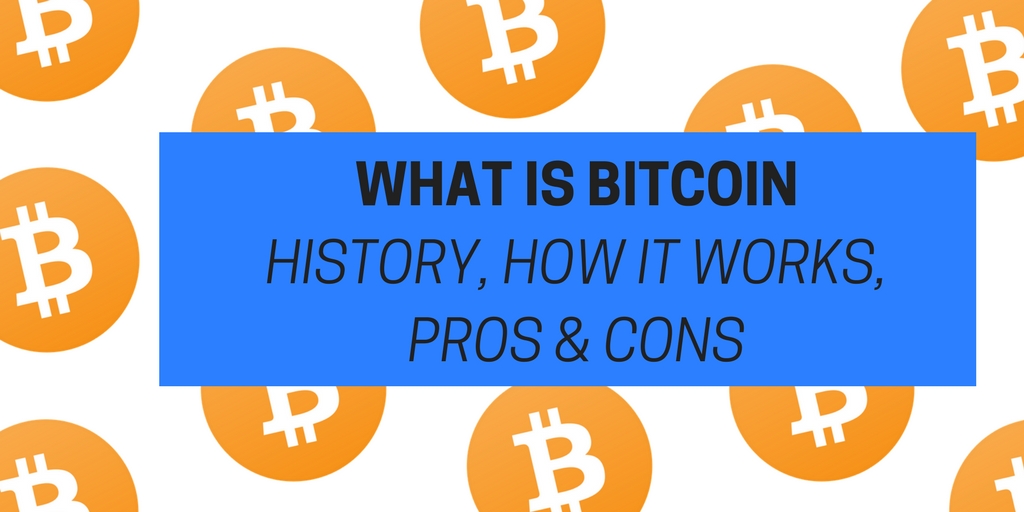 WHAT IS BITCOIN
HISTORY, HOW IT WORKS,
PROS & CONS